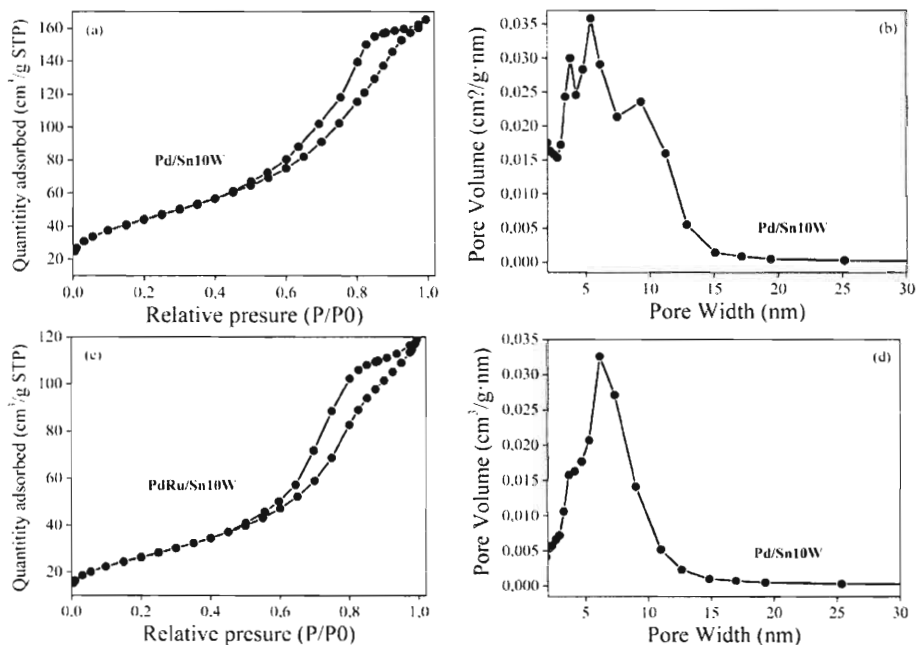 (a)
160
140
120
100
80
60
40
20
Quantitity adsorbed (cm³/g STP)
Pd/Sn10W
0,0 0,2 0,4 0,6 0,8 1,0
Relative presure (P/P0)
(b)
0,035
0,030
0,025
0,020
0,015
0,010
0,005
0,000
Pore Volume (cm?/g·nm)
Pd/Sn10W
5 10 15 20 25 30
Pore Width (nm)
(c)
120
100
80
60
40
20
Quantity adsorbed (cm³/g STP)
PdRu/Sn10W
0,0 0,2 0,4 0,6 0,8 1,0
Relative presure (P/P0)
(d)
0,035
0,030
0,025
0,020
0,015
0,010
0,005
0,000
Pore Volume (cm³/g·nm)
Pd/Sn10W
5 10 15 20 25 30
Pore Width (nm)